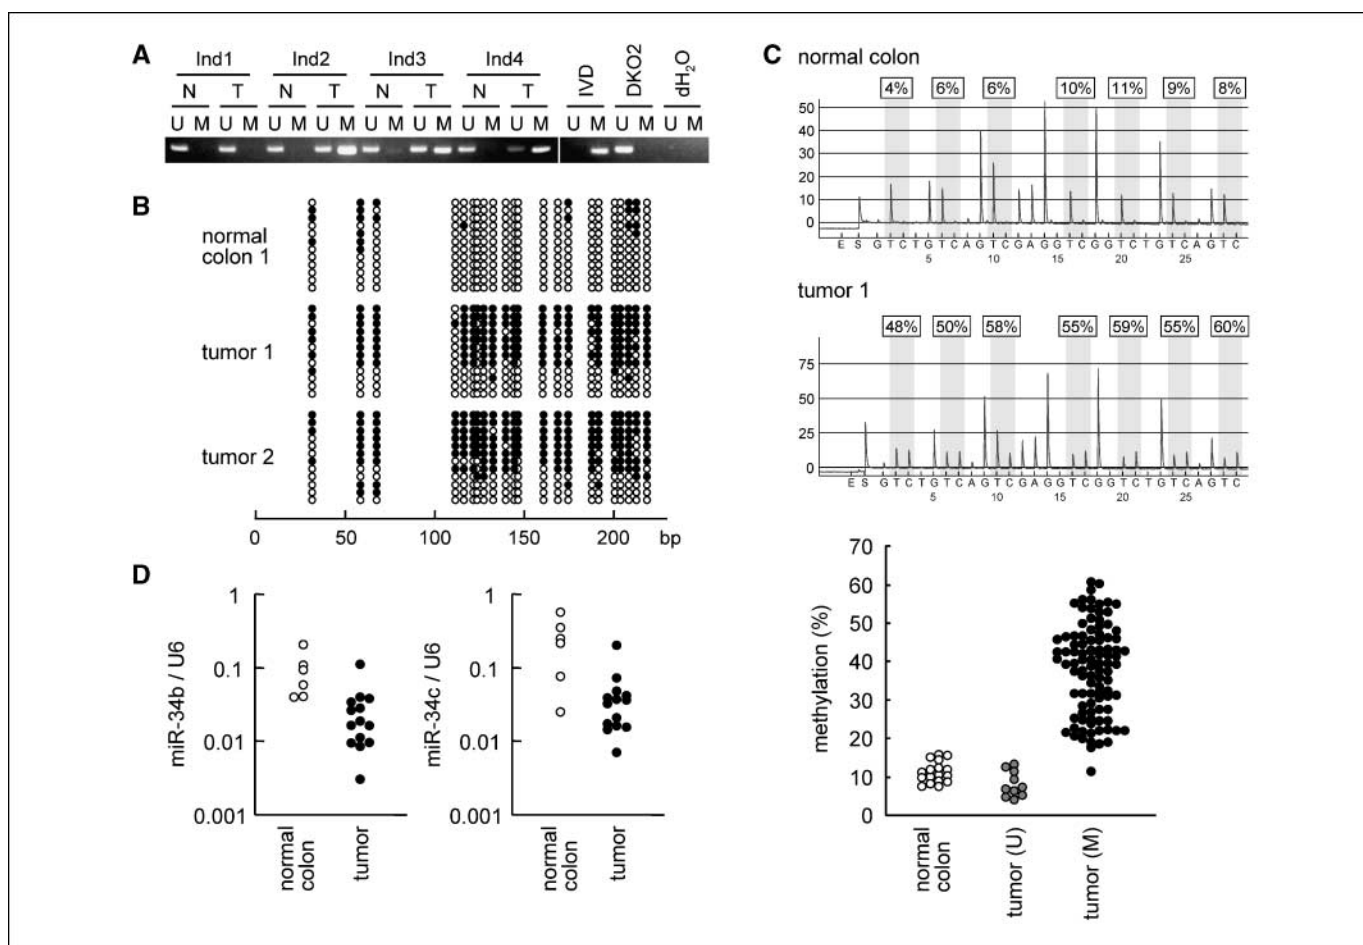 A
Ind1 Ind2 Ind3 Ind4 IVD DKO2 dH2O
N T N T N T N T
U M U M U M U M U M U M U M U M U M U M U M
B
normal
colon 1
tumor 1
tumor 2
0 50 100 150 200 bp
C
normal colon
4% 6% 6% 10% 11% 9% 8%
50
40
30
20
10
0
E S G T C T G T C A G T C G A G G T C G G T C T G T C A G T C
5 10 15 20 25
tumor 1
48% 50% 58% 55% 59% 55% 60%
75
50
25
0
E S G T C T G T C A G T C G A G G T C G G T C T G T C A G T C
5 10 15 20 25
methylation (%)
70
60
50
40
30
20
10
0
normal
colon
tumor (U)
tumor (M)
D
miR-34b / U6
1
0.1
0.01
0.001
normal
colon
tumor
miR-34c / U6
1
0.1
0.01
0.001
normal
colon
tumor